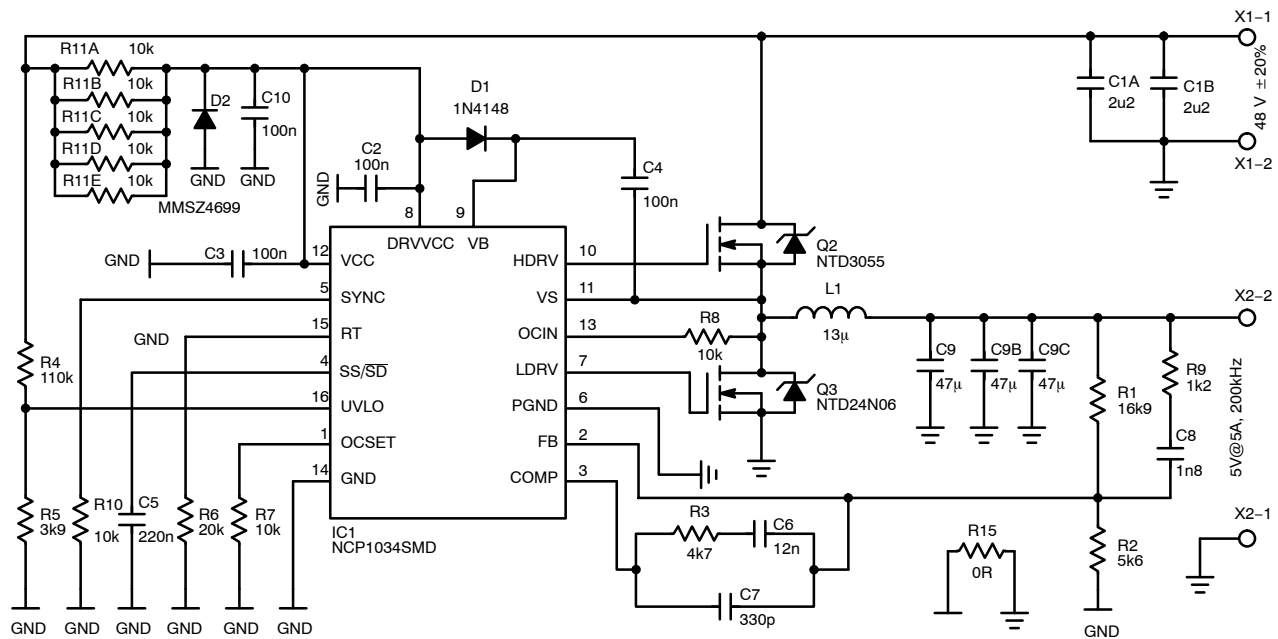 X1-1
R11A 10k
R11B 10k
R11C 10k
R11D 10k
R11E 10k
MMSZ4699
D2
GND
C10
100n
GND
D1
1N4148
C2
100n
GND
C4
100n
C1A
2u2
C1B
2u2
48 V ±20%
X1-2
GND
C3
100n
8
DRVVCC
9
VB
12
VCC
5
SYNC
15
RT
4
SS/SD
16
UVLO
1
OCSET
14
GND
HDRV
10
VS
11
OCIN
13
LDRV
7
PGND
6
FB
2
COMP
3
IC1
NCP1034SMD
GND
Q2
NTD3055
L1
13μ
R8
10k
Q3
NTD24N06
X2-2
C9
47μ
C9B
47μ
C9C
47μ
R1
16k9
R9
1k2
C8
1n8
5V@5A, 200kHz
R4
110k
R5
3k9
R10
10k
C5
220n
R6
20k
R7
10k
R3
4k7
C6
12n
C7
330p
R15
0R
R2
5k6
X2-1
GND
GND
GND
GND
GND
GND
GND